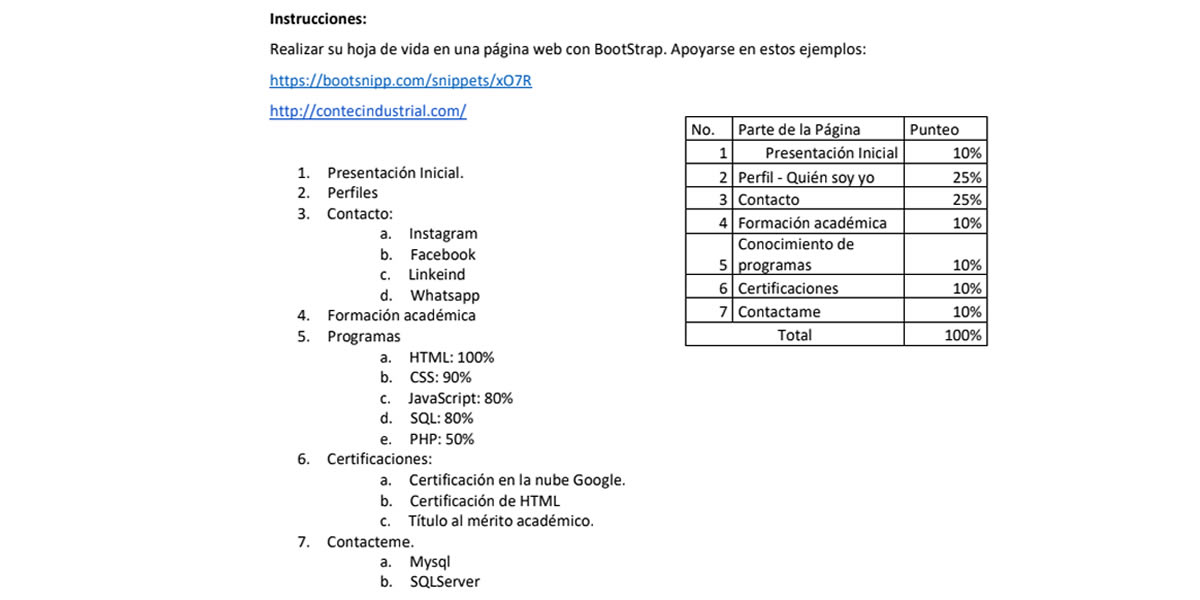 Instrucciones:
Realizar su hoja de vida en una página web con BootStrap. Apoyarse en estos ejemplos:
https://bootsnipp.com/snippets/xO7R
http://contecindustrial.com/
1. Presentación Inicial.
2. Perfiles
3. Contacto:
a. Instagram
b. Facebook
c. Linkeind
d. Whatsapp
4. Formación académica
5. Programas
a. HTML: 100%
b. CSS: 90%
c. JavaScript: 80%
d. SQL: 80%
e. PHP: 50%
6. Certificaciones:
a. Certificación en la nube Google.
b. Certificación de HTML
c. Título al mérito académico.
7. Contacteme.
a. Mysql
b. SQLServer
No. Parte de la Página Punteo
1 Presentación Inicial 10%
2 Perfil - Quién soy yo 25%
3 Contacto 25%
4 Formación académica 10%
Conocimiento de
5 programas 10%
6 Certificaciones 10%
7 Contactame 10%
Total 100%